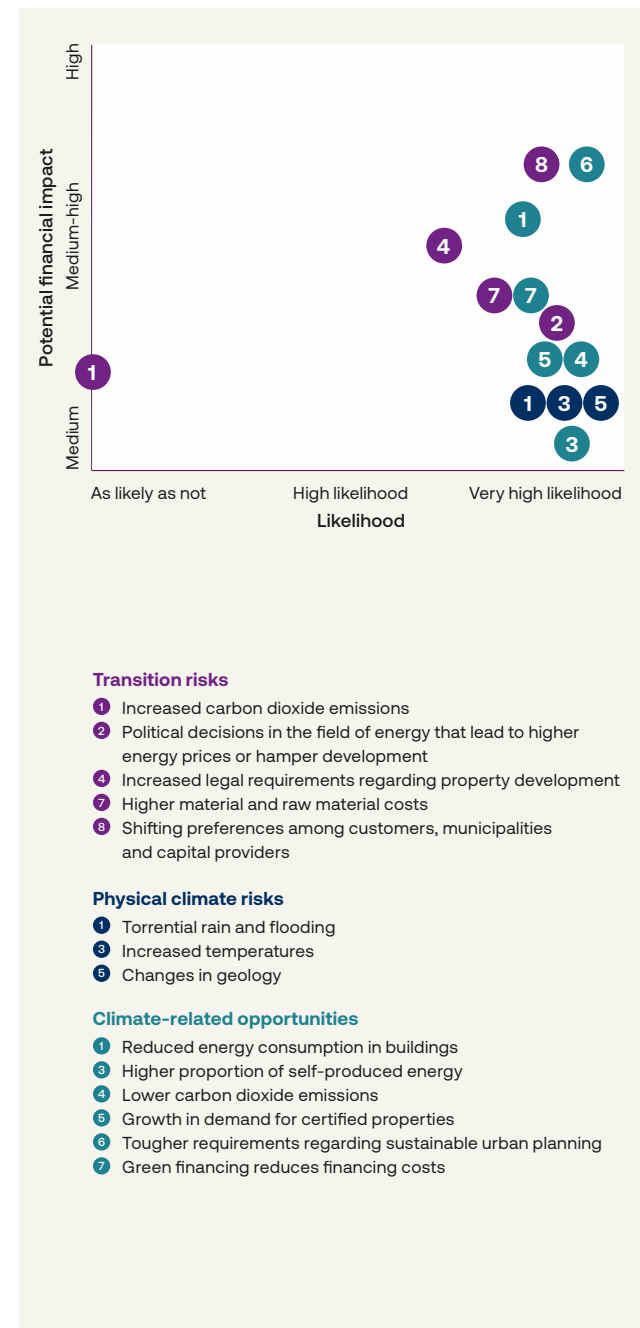 High
Medium-high
Medium
Potential financial impact
8
6
1
4
7
7
2
1
5
4
1
3
5
3
As likely as not
High likelihood
Very high likelihood
Likelihood
Transition risks
1 Increased carbon dioxide emissions
2 Political decisions in the field of energy that lead to higher
energy prices or hamper development
4 Increased legal requirements regarding property development
7 Higher material and raw material costs
8 Shifting preferences among customers, municipalities
and capital providers
Physical climate risks
1 Torrential rain and flooding
3 Increased temperatures
5 Changes in geology
Climate-related opportunities
1 Reduced energy consumption in buildings
3 Higher proportion of self-produced energy
4 Lower carbon dioxide emissions
5 Growth in demand for certified properties
6 Tougher requirements regarding sustainable urban planning
7 Green financing reduces financing costs